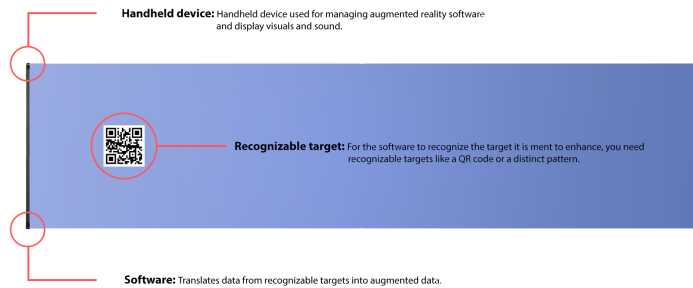 Handheld device: Handheld device used for managing augmented reality software
and display visuals and sound.
Recognizable target: For the software to recognize the target it is ment to enhance, you need
recognizable targets like a QR code or a distinct pattern.
Software: Translates data from recognizable targets into augmented data.